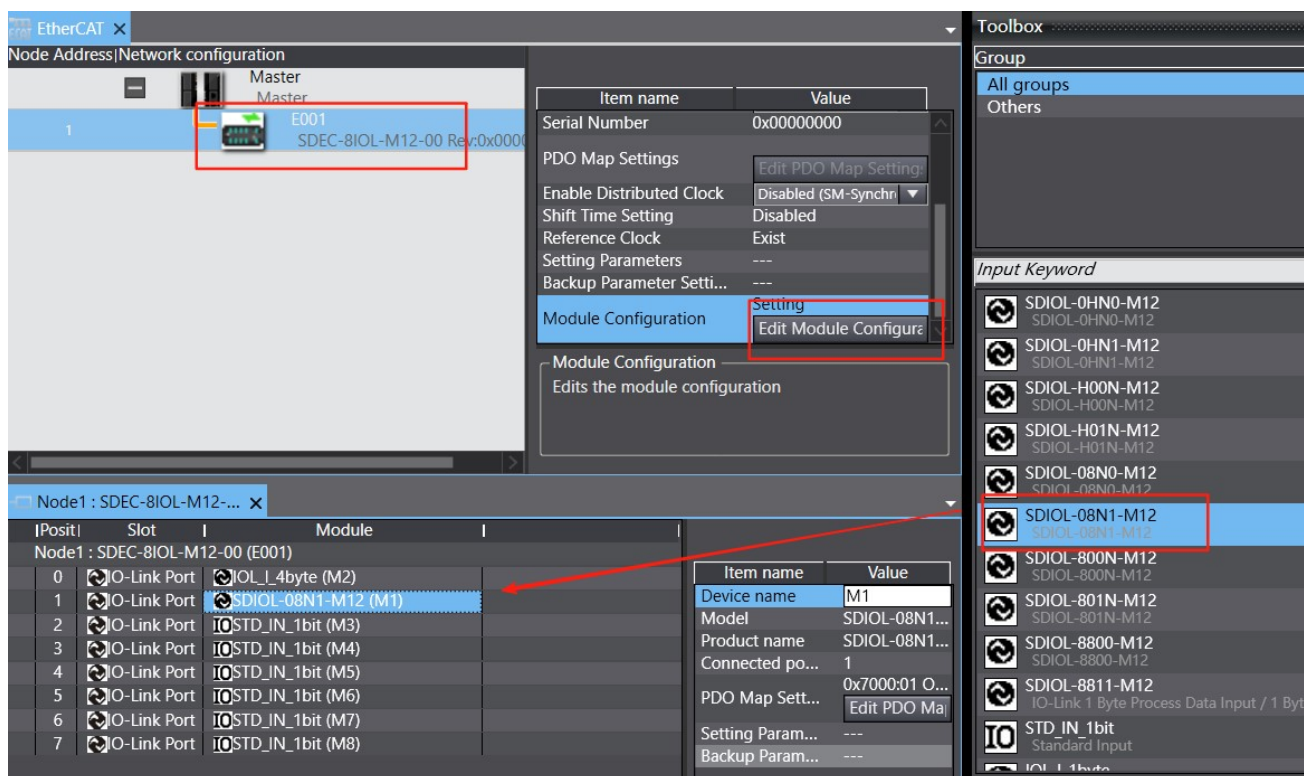 EtherCAT
Node Address|Network configuration
Master
Master
1
E001
SDEC-8IOL-M12-00 Rev:0x0000
Item name Value
Serial Number 0x00000000
PDO Map Settings Edit PDO Map Settings
Enable Distributed Clock Disabled (SM-Synchr
Shift Time Setting Disabled
Reference Clock Exist
Setting Parameters ---
Backup Parameter Setti... ---
Module Configuration Setting
Edit Module Configura
Module Configuration
Edits the module configuration
Node1 : SDEC-8IOL-M12-...
|Posit| Slot | Module |
Node1 : SDEC-8IOL-M12-00 (E001)
0 IO-Link Port IOL_I_4byte (M2)
1 IO-Link Port SDIOL-08N1-M12 (M1)
2 IO-Link Port STD_IN_1bit (M3)
3 IO-Link Port STD_IN_1bit (M4)
4 IO-Link Port STD_IN_1bit (M5)
5 IO-Link Port STD_IN_1bit (M6)
6 IO-Link Port STD_IN_1bit (M7)
7 IO-Link Port STD_IN_1bit (M8)
Item name Value
Device name M1
Model SDIOL-08N1...
Product name SDIOL-08N1...
Connected po... 1
PDO Map Sett... 0x7000:01 O...
Edit PDO Ma
Setting Param... ---
Backup Param... ---
Toolbox
Group
All groups
Others
Input Keyword
SDIOL-0HN0-M12
SDIOL-0HN0-M12
SDIOL-0HN1-M12
SDIOL-0HN1-M12
SDIOL-H00N-M12
SDIOL-H00N-M12
SDIOL-H01N-M12
SDIOL-H01N-M12
SDIOL-08N0-M12
SDIOL-08N0-M12
SDIOL-08N1-M12
SDIOL-08N1-M12
SDIOL-800N-M12
SDIOL-800N-M12
SDIOL-801N-M12
SDIOL-801N-M12
SDIOL-8800-M12
SDIOL-8800-M12
SDIOL-8811-M12
IO-Link 1 Byte Process Data Input / 1 Byt
STD_IN_1bit
Standard Input